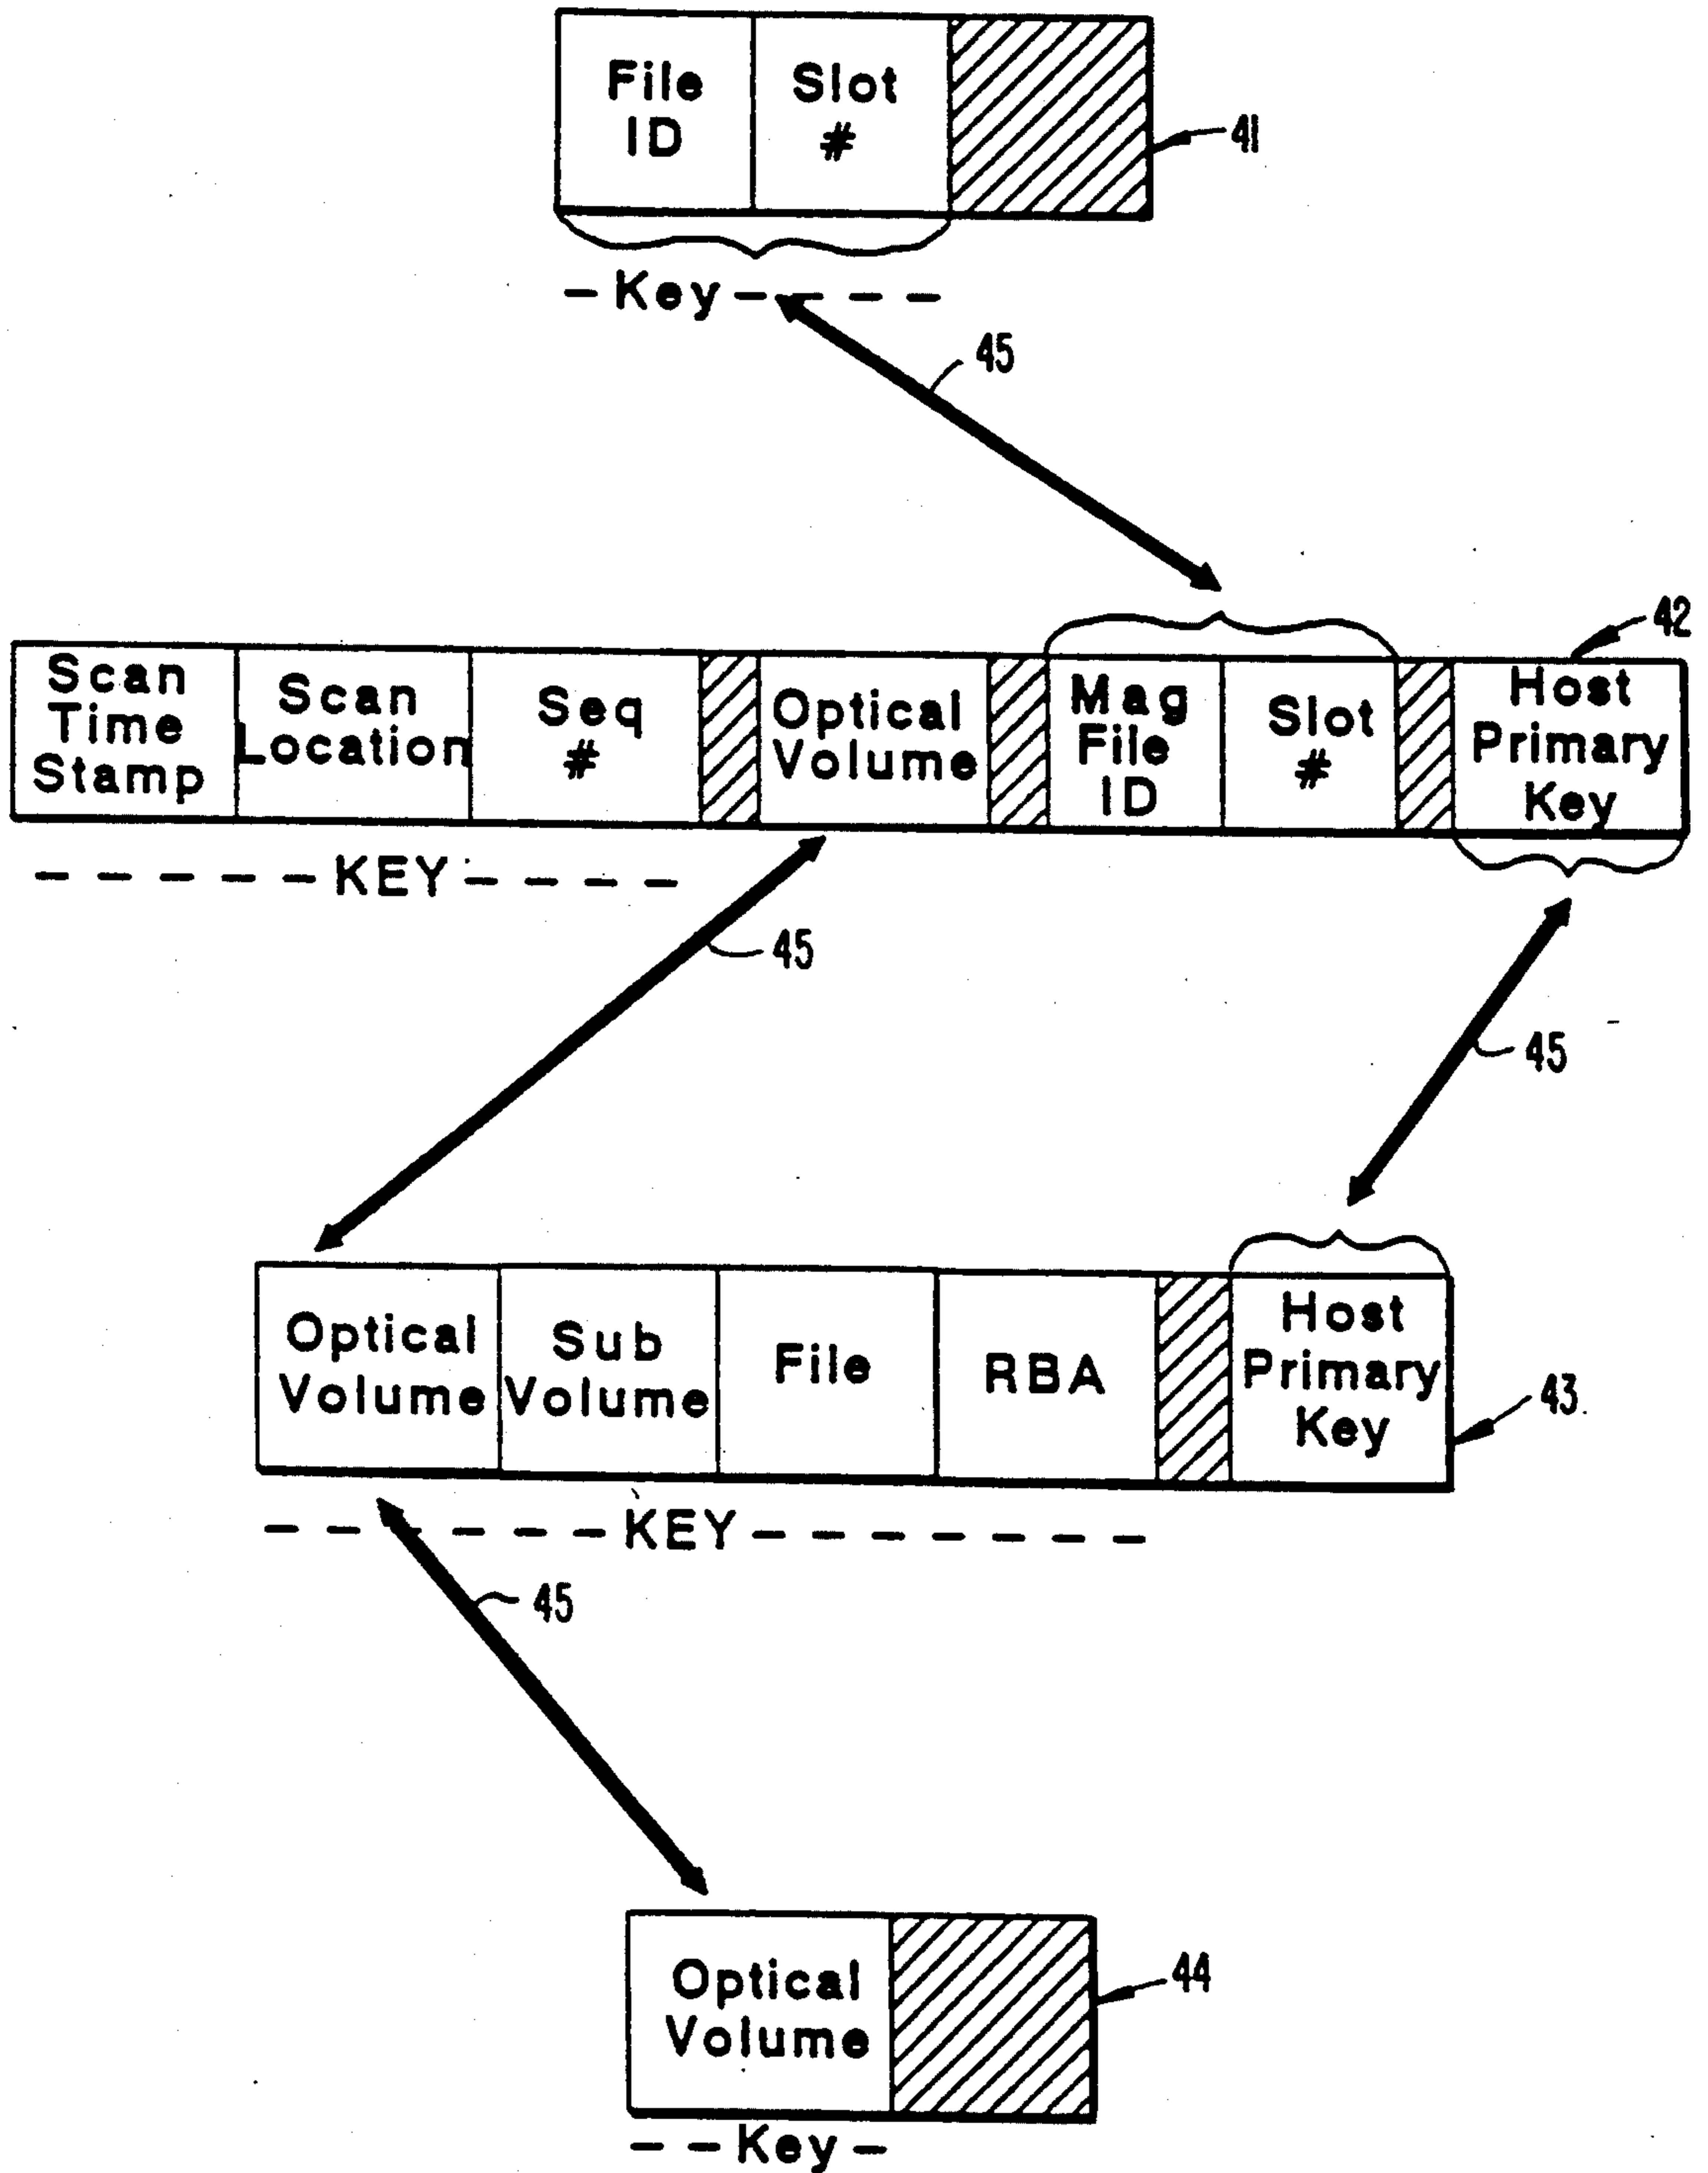 File
ID
Slot
#
41
- Key - - - -
45
42
Scan
Time
Stamp
Scan
Location
Seq
#
Optical
Volume
Mag
File
ID
Slot
#
Host
Primary
Key
- - - - - KEY - - - -
45
45
Optical
Volume
Sub
Volume
File
RBA
Host
Primary
Key
43
- - - - - - KEY - - - - - - -
45
Optical
Volume
44
- - Key -